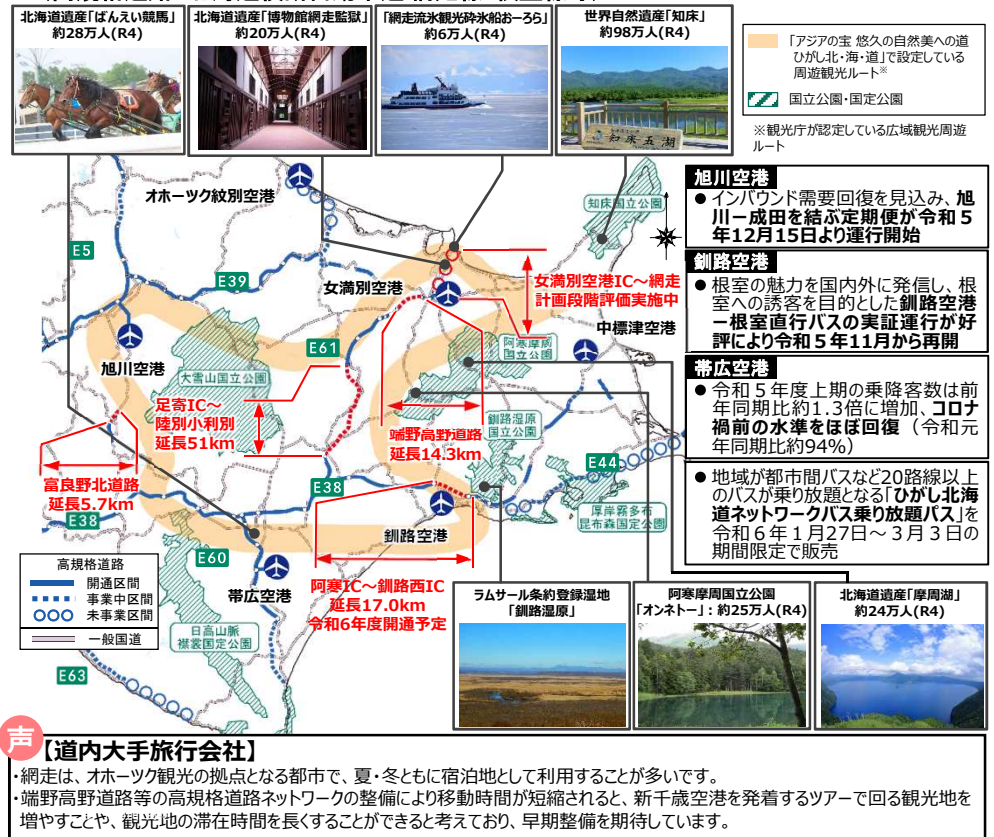 北海道遺産「ばんえい競馬」
約28万人(R4)
北海道遺産「博物館網走監獄」
約20万人(R4)
「網走流氷観光砕氷船おーろら」
約6万人(R4)
世界自然遺産「知床」
約98万人(R4)
知床五湖
「アジアの宝 悠久の自然美への道
ひがし北・海・道」で設定している
周遊観光ルート※
国立公園・国定公園
※観光庁が認定している広域観光周遊
ルート
オホーツク紋別空港
知床国立公園
E5
E39
女満別空港
女満別空港IC～網走
計画段階評価実施中
中標津空港
E61
阿寒摩周
国立公園
旭川空港
大雪山国立公園
足寄IC～
陸別小利別
延長51km
釧路湿原
国立公園
端野高野道路
延長14.3km
E44
富良野北道路
延長5.7km
E38
E38
厚岸霧多布
昆布森国定公園
釧路空港
E60
高規格道路
開通区間
事業中区間
未事業区間
一般国道
帯広空港
阿寒IC～釧路西IC
延長17.0km
令和6年度開通予定
日高山脈
襟裳国定公園
E63
旭川空港
● インバウンド需要回復を見込み、旭
川ー成田を結ぶ定期便が令和５
年12月15日より運行開始
釧路空港
● 根室の魅力を国内外に発信し、根
室への誘客を目的とした釧路空港
ー根室直行バスの実証運行が好
評により令和５年11月から再開
帯広空港
● 令和５年度上期の乗降客数は前
年同期比約1.3倍に増加、コロナ
禍前の水準をほぼ回復（令和元
年同期比約94%）
● 地域が都市間バスなど20路線以上
のバスが乗り放題となる「ひがし北海
道ネットワークバス乗り放題パス」を
令和６年１月27日～３月３日の
期間限定で販売
ラムサール条約登録湿地
「釧路湿原」
阿寒摩周国立公園
「オンネトー」：約25万人(R4)
北海道遺産「摩周湖」
約24万人(R4)
声
【道内大手旅行会社】
・網走は、オホーツク観光の拠点となる都市で、夏・冬ともに宿泊地として利用することが多いです。
・端野高野道路等の高規格道路ネットワークの整備により移動時間が短縮されると、新千歳空港を発着するツアーで回る観光地を
増やすことや、観光地の滞在時間を長くすることができると考えており、早期整備を期待しています。